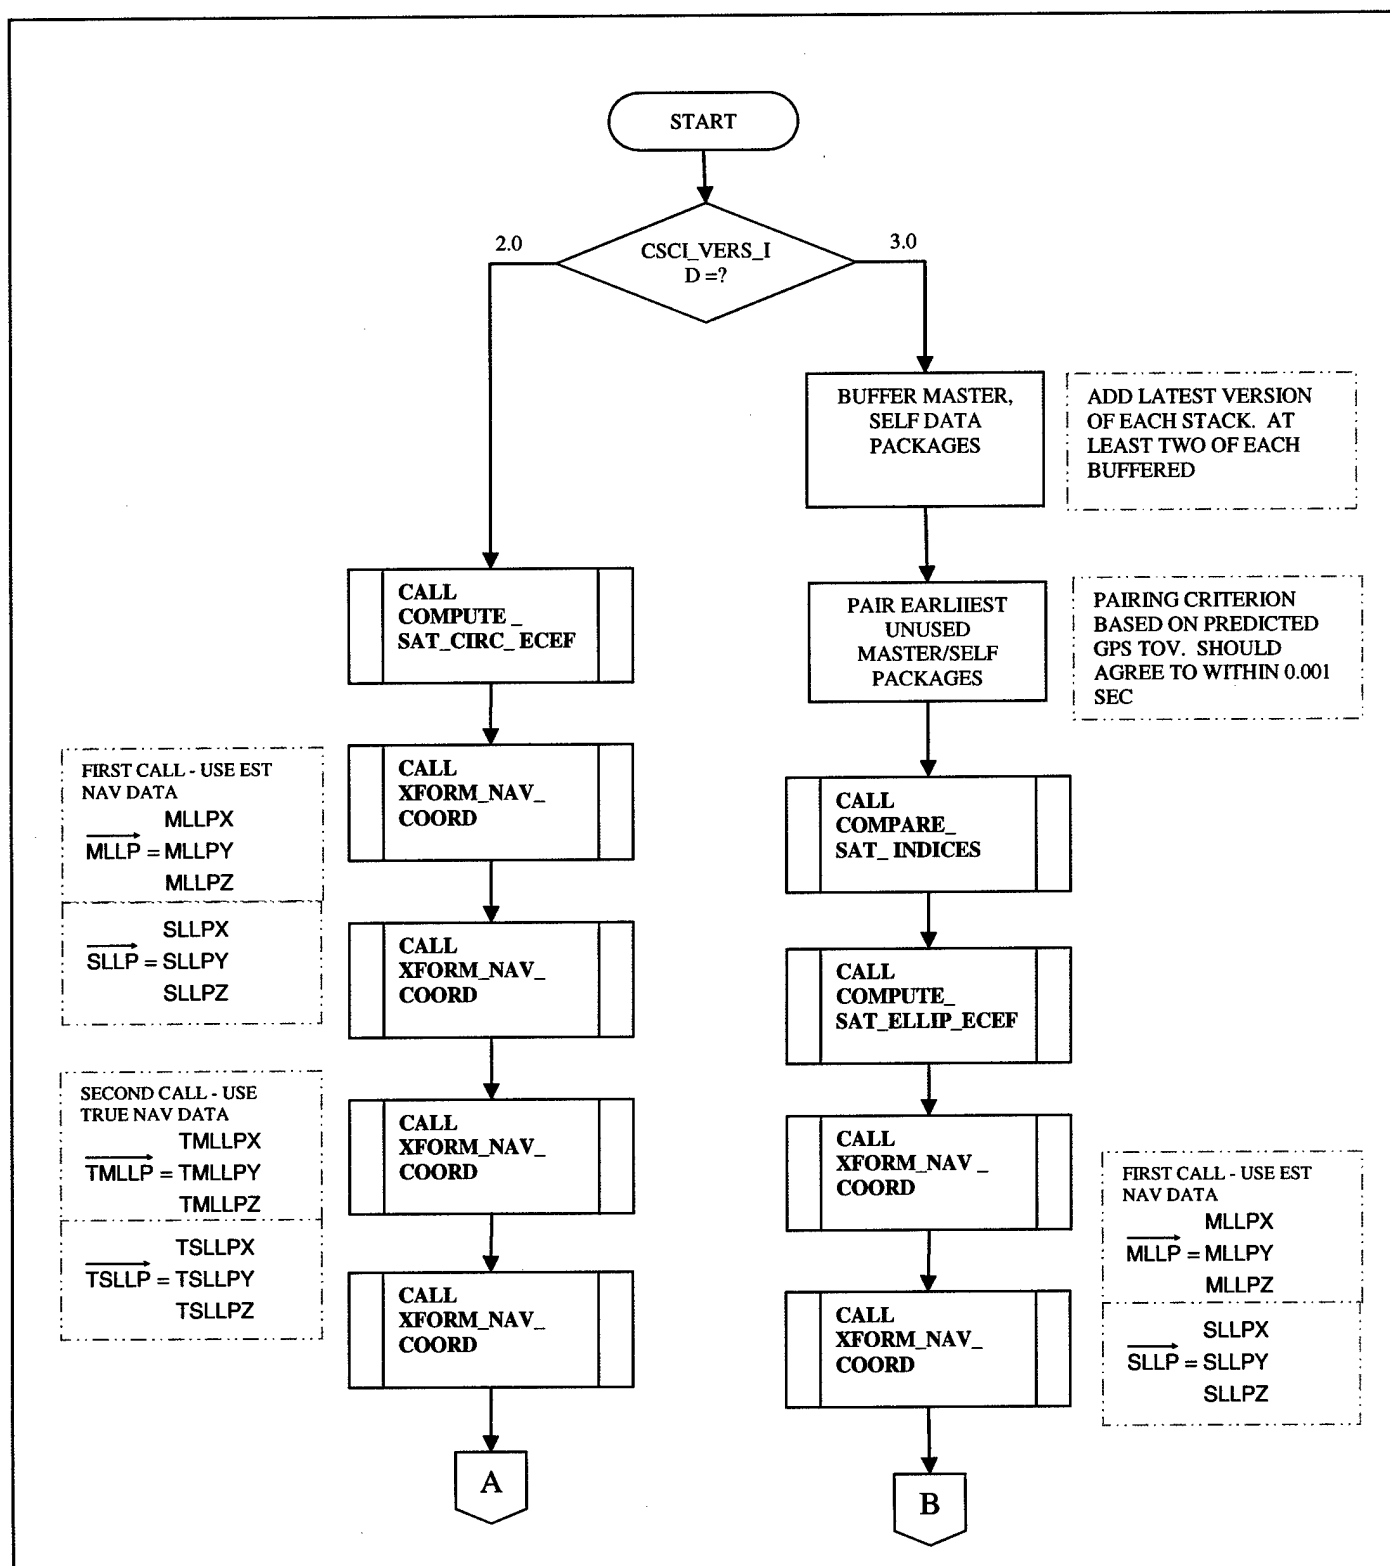 START
2.0
CSCI_VERS_I
D =?
3.0
BUFFER MASTER,
SELF DATA
PACKAGES
ADD LATEST VERSION
OF EACH STACK. AT
LEAST TWO OF EACH
BUFFERED
CALL
COMPUTE _
SAT_CIRC_ ECEF
PAIR EARLIIEST
UNUSED
MASTER/SELF
PACKAGES
PAIRING CRITERION
BASED ON PREDICTED
GPS TOV. SHOULD
AGREE TO WITHIN 0.001
SEC
FIRST CALL - USE EST
NAV DATA
MLLPX
MLLP = MLLPY
MLLPZ
CALL
XFORM_NAV_
COORD
CALL
COMPARE_
SAT_ INDICES
SLLPX
SLLP = SLLPY
SLLPZ
CALL
XFORM_NAV_
COORD
CALL
COMPUTE_
SAT_ELLIP_ECEF
SECOND CALL - USE
TRUE NAV DATA
TMLLPX
TMLLP = TMLLPY
TMLLPZ
CALL
XFORM_NAV_
COORD
CALL
XFORM_NAV _
COORD
FIRST CALL - USE EST
NAV DATA
MLLPX
MLLP = MLLPY
MLLPZ
TSLLPX
TSLLP = TSLLPY
TSLLPZ
CALL
XFORM_NAV_
COORD
CALL
XFORM_NAV_
COORD
SLLPX
SLLP = SLLPY
SLLPZ
A
B